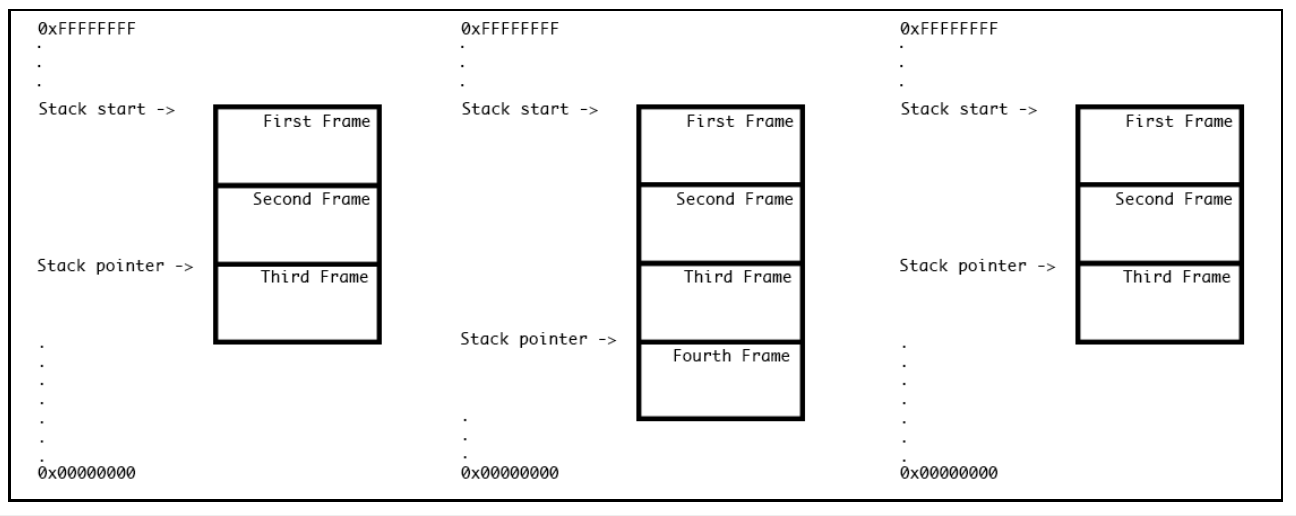 0xFFFFFFFF
.
.
.
Stack start ->
First Frame
Second Frame
Stack pointer ->
Third Frame
.
.
.
.
.
.
.
0x00000000
0xFFFFFFFF
.
.
.
Stack start ->
First Frame
Second Frame
Third Frame
Stack pointer ->
Fourth Frame
.
.
.
0x00000000
0xFFFFFFFF
.
.
.
Stack start ->
First Frame
Second Frame
Stack pointer ->
Third Frame
.
.
.
.
.
.
.
0x00000000